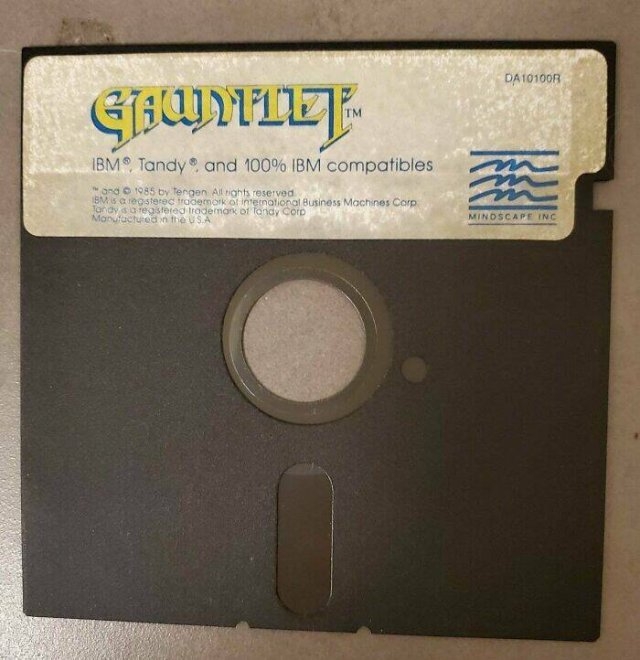 DA10100R
GAUNTLET™
IBM®, Tandy®, and 100% IBM compatibles
™ and © 1985 by Tengen. All rights reserved.
IBM is a registered trademark of International Business Machines Corp.
Tandy is a registered trademark of Tandy Corp
Manufactured in the U.S.A.
MINDSCAPE INC